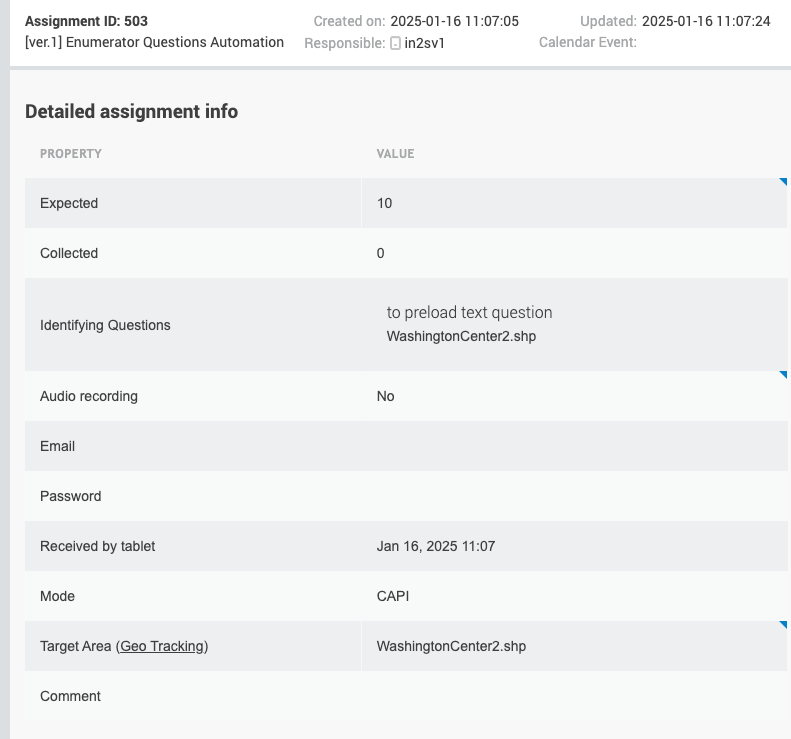 Assignment ID: 503 Created on: 2025-01-16 11:07:05 Updated: 2025-01-16 11:07:24
[ver.1] Enumerator Questions Automation Responsible: in2sv1 Calendar Event:
Detailed assignment info
PROPERTY VALUE
Expected 10
Collected 0
Identifying Questions
to preload text question
WashingtonCenter2.shp
Audio recording No
Email
Password
Received by tablet Jan 16, 2025 11:07
Mode CAPI
Target Area (Geo Tracking) WashingtonCenter2.shp
Comment